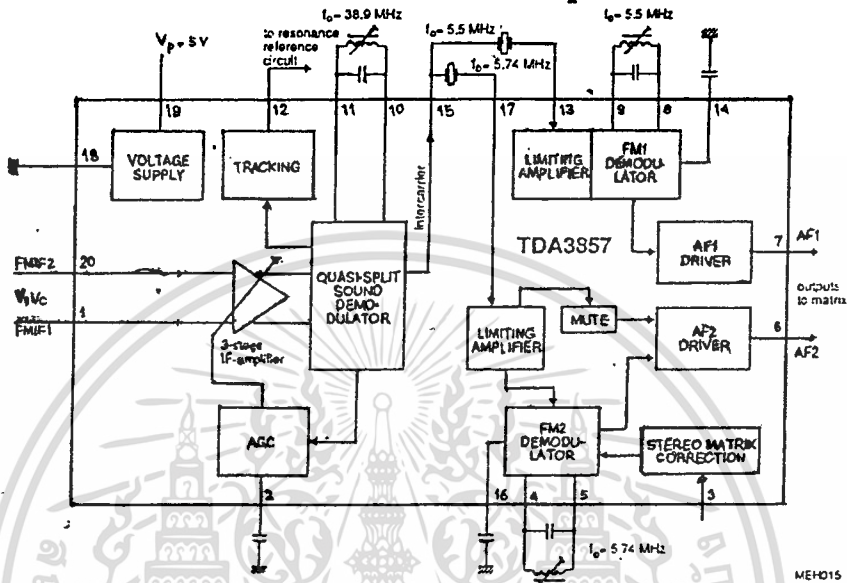 f₀= 38.9 MHz
f₀= 5.5 MHz
f₀= 5.5 MHz
Vp = 5V
to resonance
reference
circuit
f₀= 5.74 MHz
19
12
11
10
15
17
13
9
8
14
18
VOLTAGE
SUPPLY
TRACKING
LIMITING
AMPLIFIER
FM1
DEMODU-
LATOR
Intercarrier
TDA3857
7
AF1
AF1
DRIVER
FMIF2
20
QUASI-SPLIT
SOUND
DEMO-
DULATOR
outputs
to matrix
1
FMIF1
3-stage
IF-amplifier
LIMITING
AMPLIFIER
MUTE
AF2
DRIVER
6
AF2
AGC
FM2
DEMODU-
LATOR
STEREO MATRIX
CORRECTION
2
16
4
5
3
f₀= 5.74 MHz
MEH015